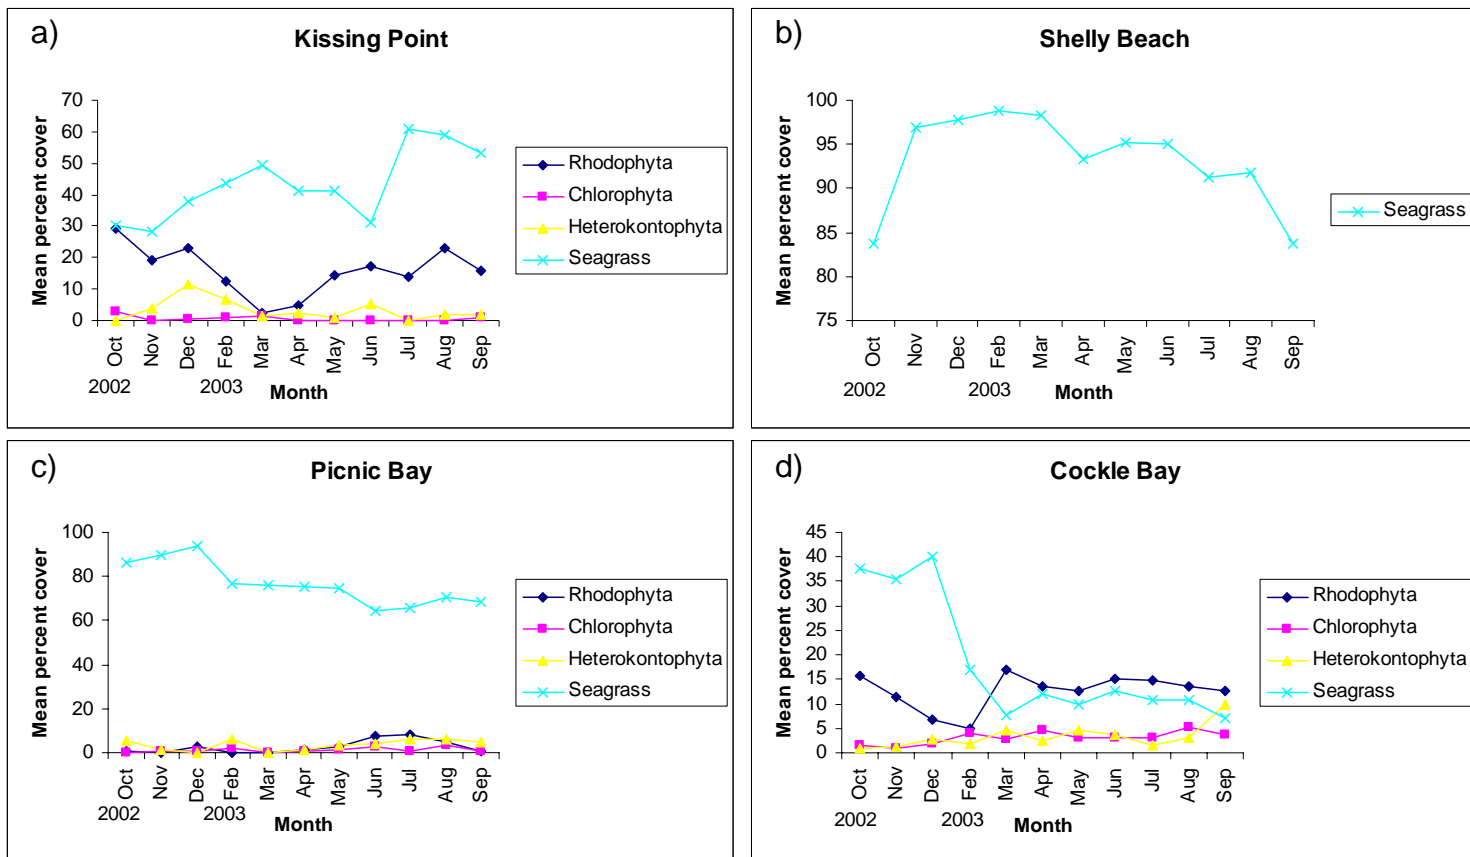 a)
Kissing Point
Mean percent cover
70
60
50
40
30
20
10
0
Oct
Nov
Dec
Feb
Mar
Apr
May
Jun
Jul
Aug
Sep
2002
2003
Month
Rhodophyta
Chlorophyta
Heterokontophyta
Seagrass
b)
Shelly Beach
Mean percent cover
100
95
90
85
80
75
Oct
Nov
Dec
Feb
Mar
Apr
May
Jun
Jul
Aug
Sep
2002
2003
Month
Seagrass
c)
Picnic Bay
Mean percent cover
100
80
60
40
20
0
Oct
Nov
Dec
Feb
Mar
Apr
May
Jun
Jul
Aug
Sep
2002
2003
Month
Rhodophyta
Chlorophyta
Heterokontophyta
Seagrass
d)
Cockle Bay
Mean percent cover
45
40
35
30
25
20
15
10
5
0
Oct
Nov
Dec
Feb
Mar
Apr
May
Jun
Jul
Aug
Sep
2002
2003
Month
Rhodophyta
Chlorophyta
Heterokontophyta
Seagrass